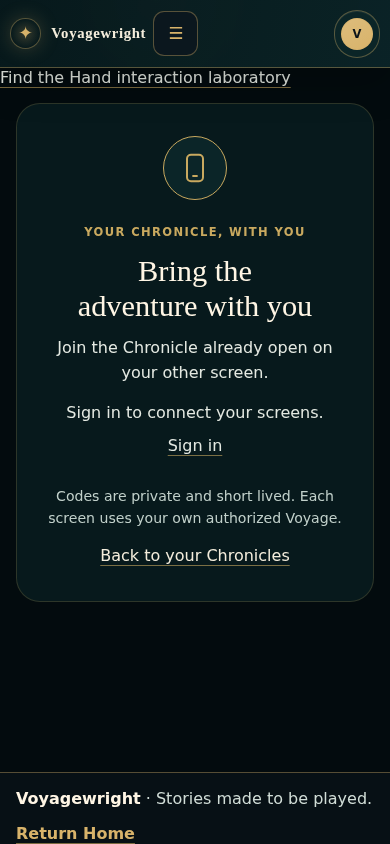 Voyagewright
V
Find the Hand interaction laboratory
YOUR CHRONICLE, WITH YOU
Bring the
adventure with you
Join the Chronicle already open on
your other screen.
Sign in to connect your screens.
Sign in
Codes are private and short lived. Each
screen uses your own authorized Voyage.
Back to your Chronicles
Voyagewright · Stories made to be played.
Return Home